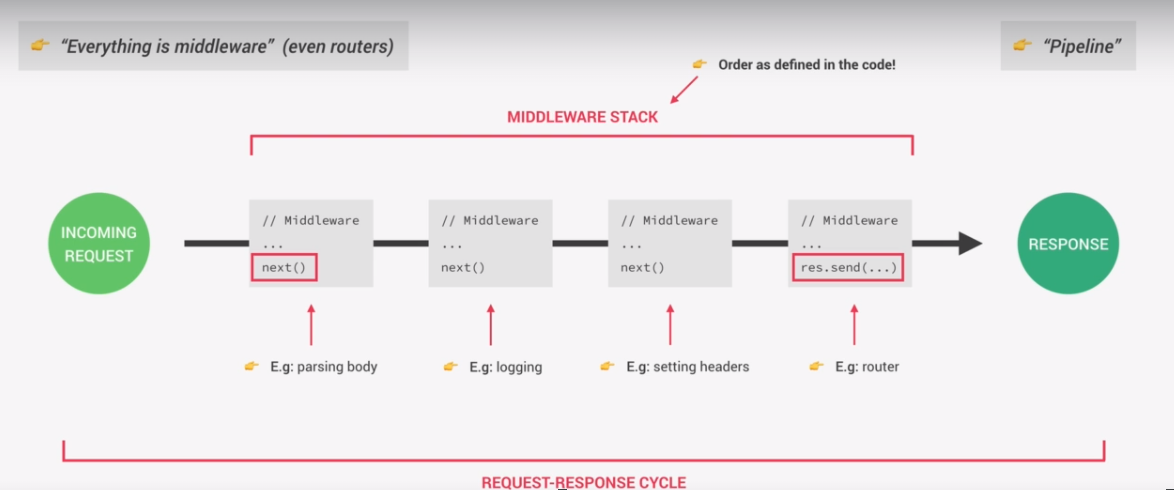 👉 “Everything is middleware” (even routers)
👉 “Pipeline”
👉 Order as defined in the code!
MIDDLEWARE STACK
INCOMING
REQUEST
// Middleware
...
next()
// Middleware
...
next()
// Middleware
...
next()
// Middleware
...
res.send(...)
RESPONSE
👉 E.g: parsing body
👉 E.g: logging
👉 E.g: setting headers
👉 E.g: router
REQUEST-RESPONSE CYCLE